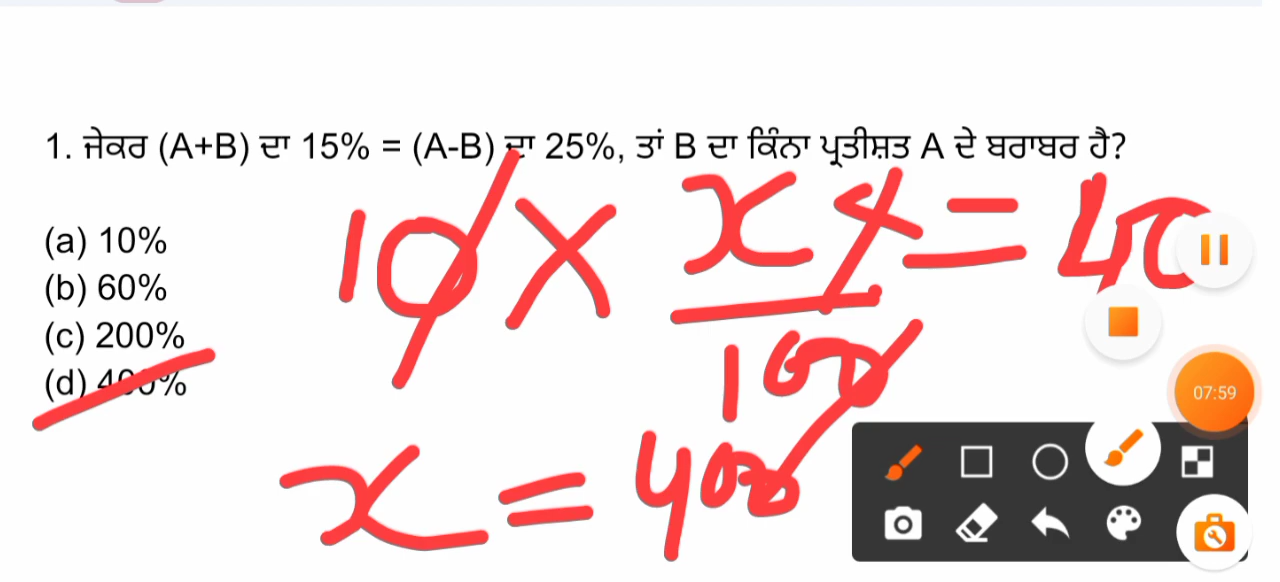 1. ਜੇਕਰ (A+B) ਦਾ 15% = (A-B) ਦਾ 25%, ਤਾਂ B ਦਾ ਕਿੰਨਾ ਪ੍ਰਤੀਸ਼ਤ A ਦੇ ਬਰਾਬਰ ਹੈ?
(a) 10%
(b) 60%
(c) 200%
(d) 400%
10 × x = 40
100
x = 400
07:59